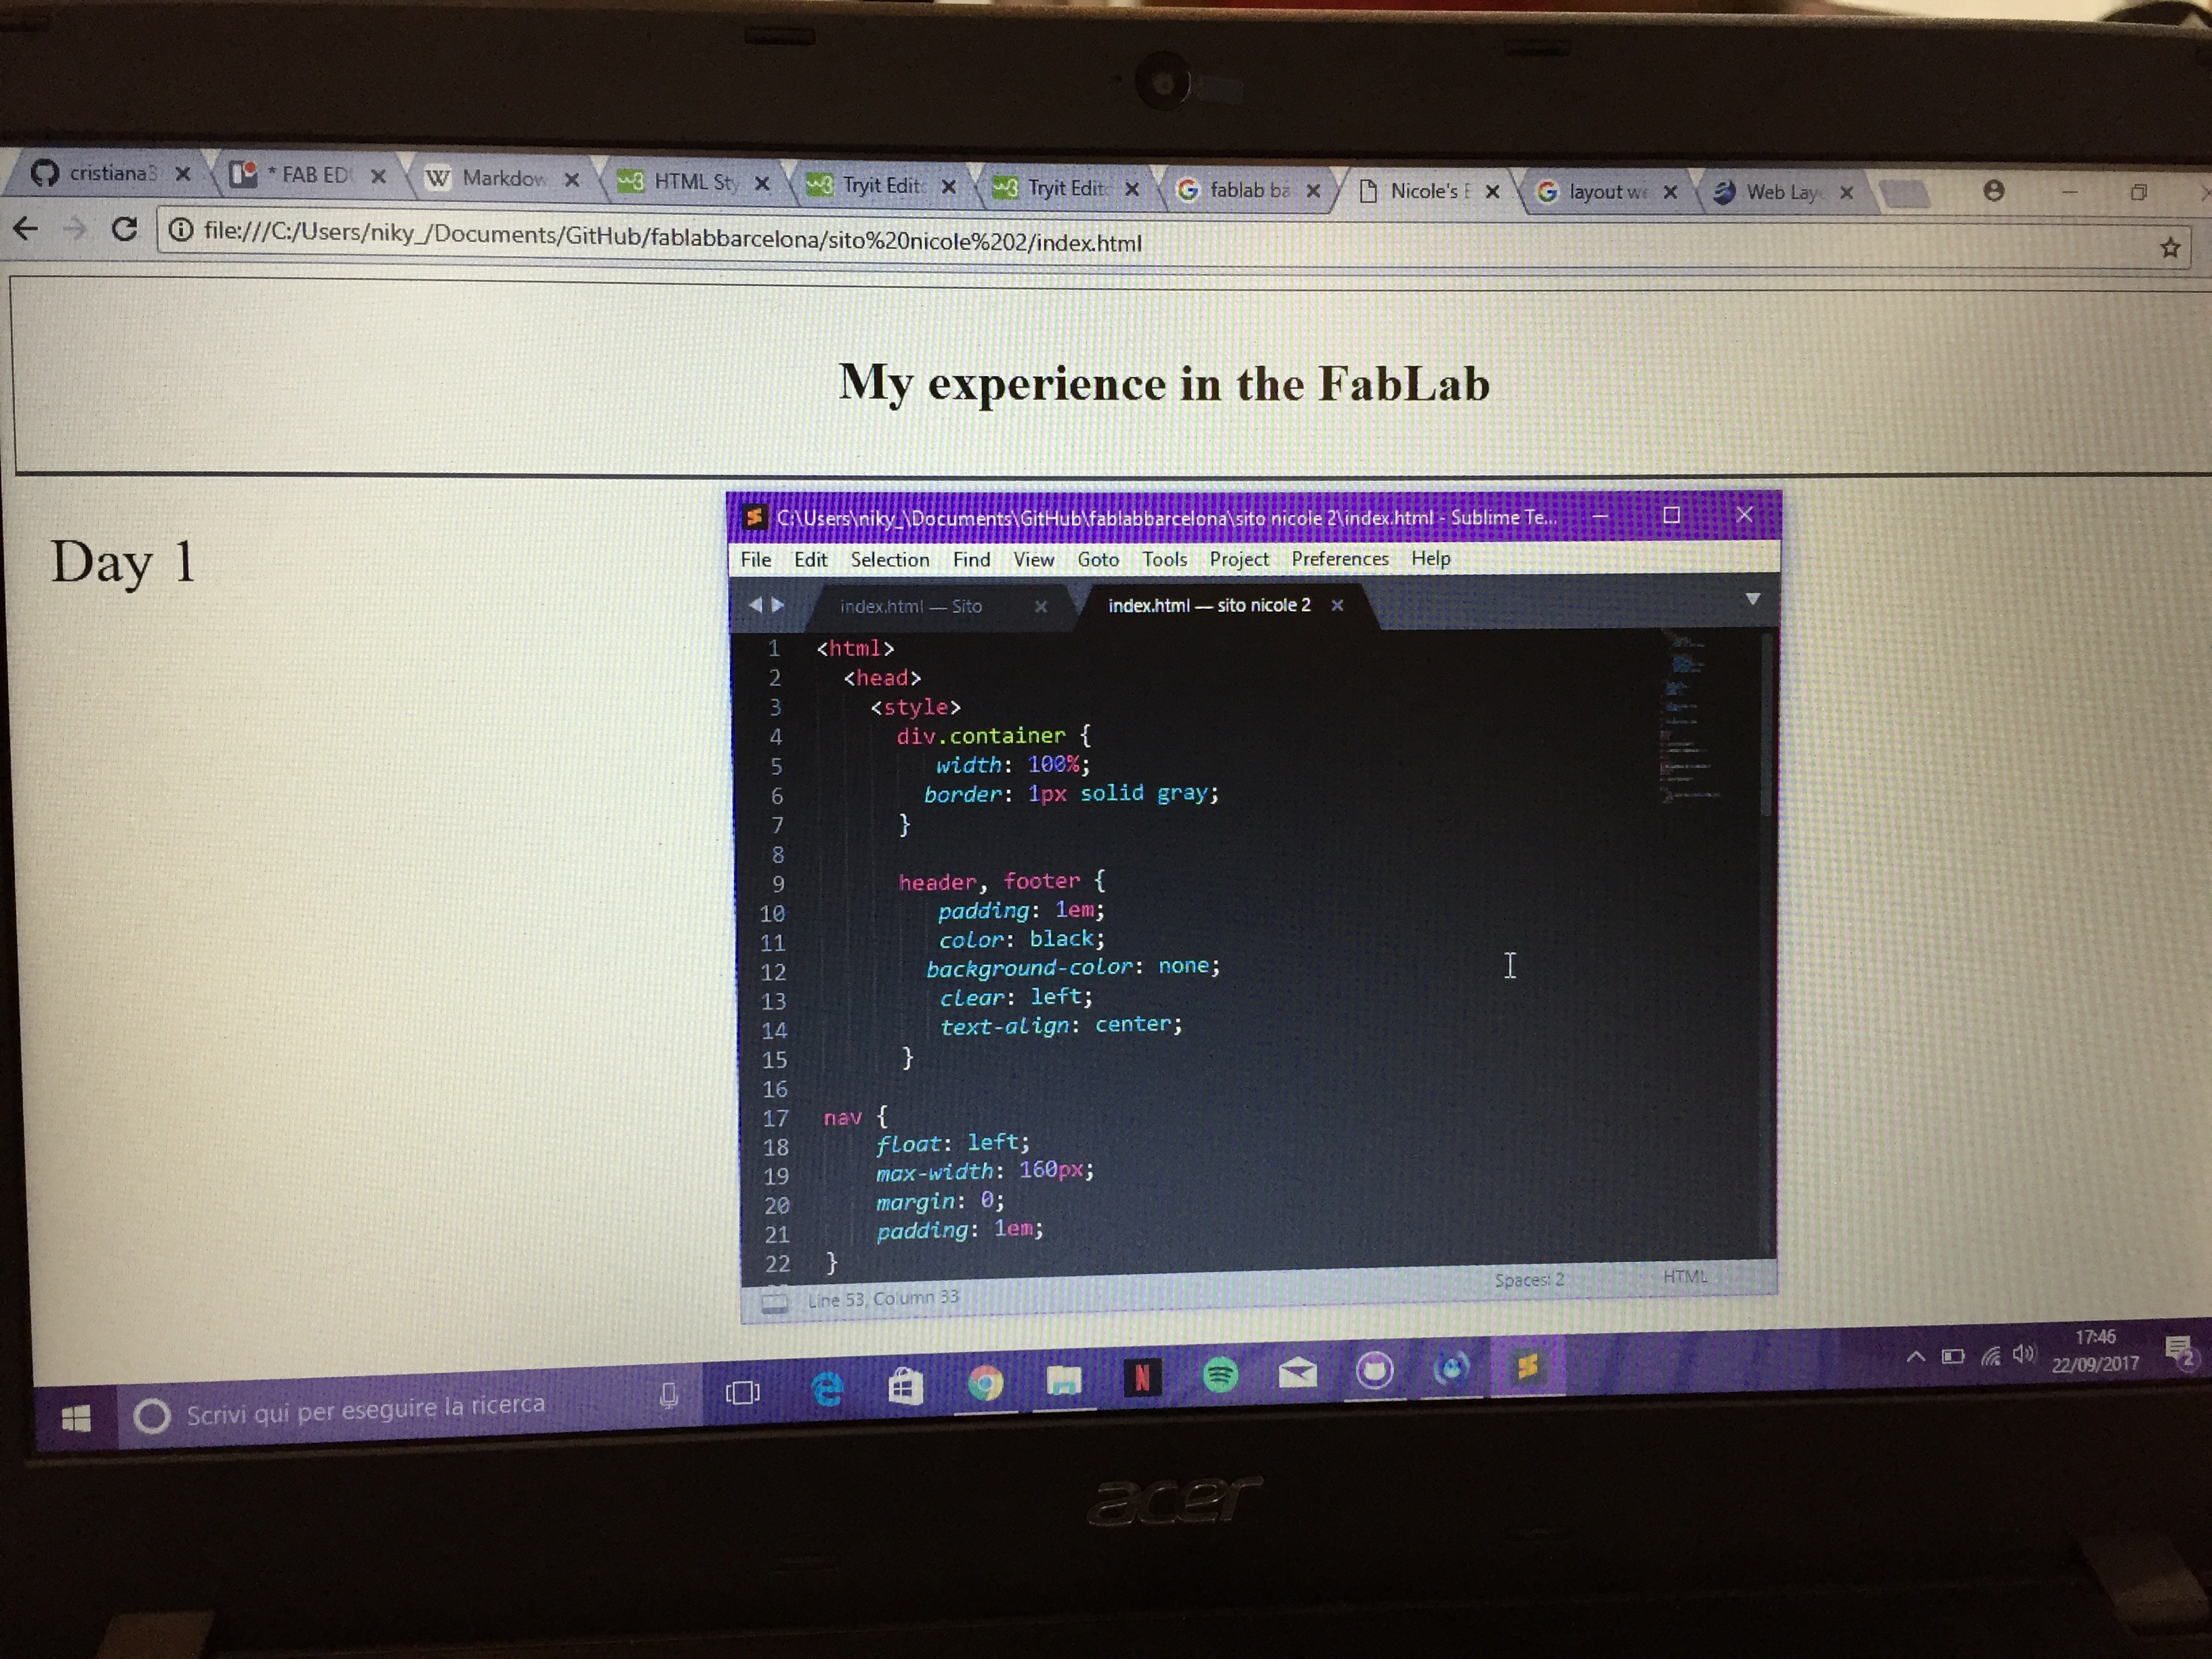 cristiana3
* FAB ED
Markdow
HTML Sty
Tryit Edit
Tryit Edit
fablab ba
Nicole's E
layout we
Web Lay
file:///C:/Users/niky_/Documents/GitHub/fablabbarcelona/sito%20nicole%202/index.html
My experience in the FabLab
Day 1
C:\Users\niky_\Documents\GitHub\fablabbarcelona\sito nicole 2\index.html - Sublime Te...
File Edit Selection Find View Goto Tools Project Preferences Help
index.html — Sito
index.html — sito nicole 2
1 <html>
2 <head>
3 <style>
4 div.container {
5 width: 100%;
6 border: 1px solid gray;
7 }
8
9 header, footer {
10 padding: 1em;
11 color: black;
12 background-color: none;
13 clear: left;
14 text-align: center;
15 }
16
17 nav {
18 float: left;
19 max-width: 160px;
20 margin: 0;
21 padding: 1em;
22 }
Line 53, Column 33
Spaces: 2
HTML
Scrivi qui per eseguire la ricerca
17:46
22/09/2017
2
acer